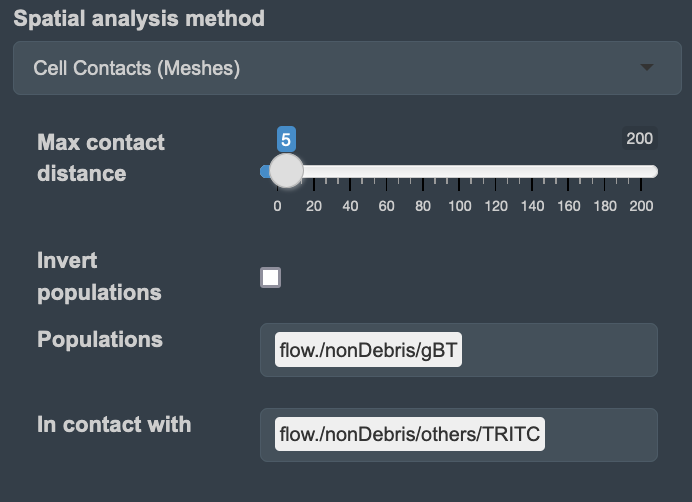 Spatial analysis method
Cell Contacts (Meshes)
Max contact
distance
5
200
0 20 40 60 80 100 120 140 160 180 200
Invert
populations
Populations
flow./nonDebris/gBT
In contact with
flow./nonDebris/others/TRITC